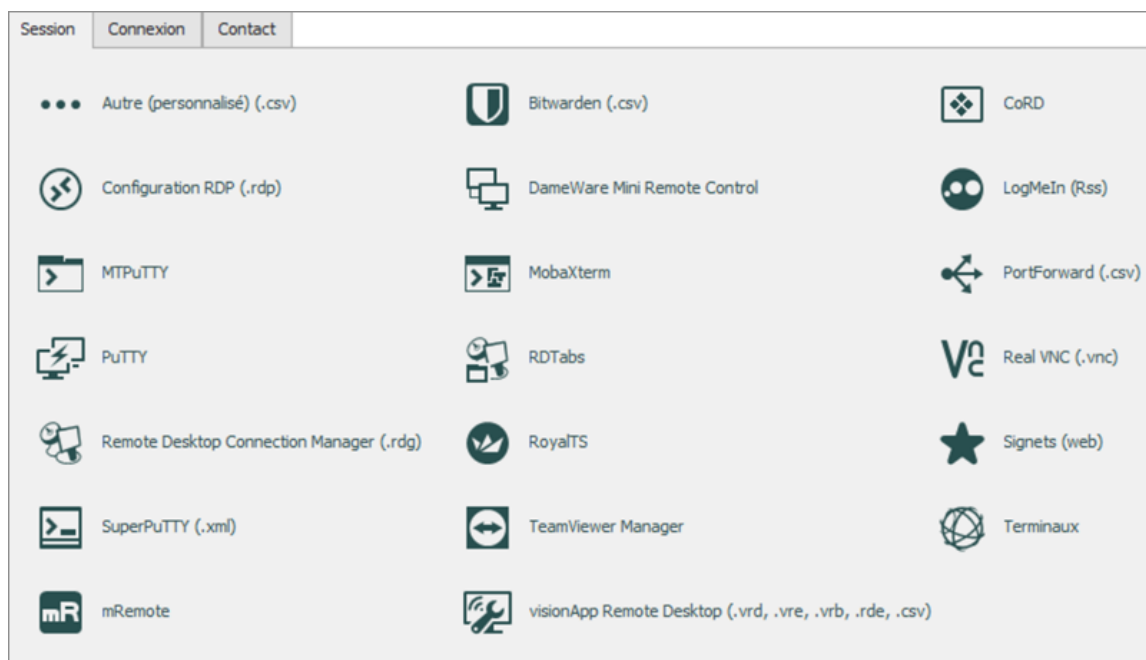 Session Connexion Contact
Autre (personnalisé) (.csv) Bitwarden (.csv) CoRD
Configuration RDP (.rdp) DameWare Mini Remote Control LogMeIn (Rss)
MTPuTTY MobaXterm PortForward (.csv)
PuTTY RDTabs Vnc Real VNC (.vnc)
Remote Desktop Connection Manager (.rdg) RoyalTS Signets (web)
SuperPuTTY (.xml) TeamViewer Manager Terminaux
mR mRemote visionApp Remote Desktop (.vrd, .vre, .vrb, .rde, .csv)